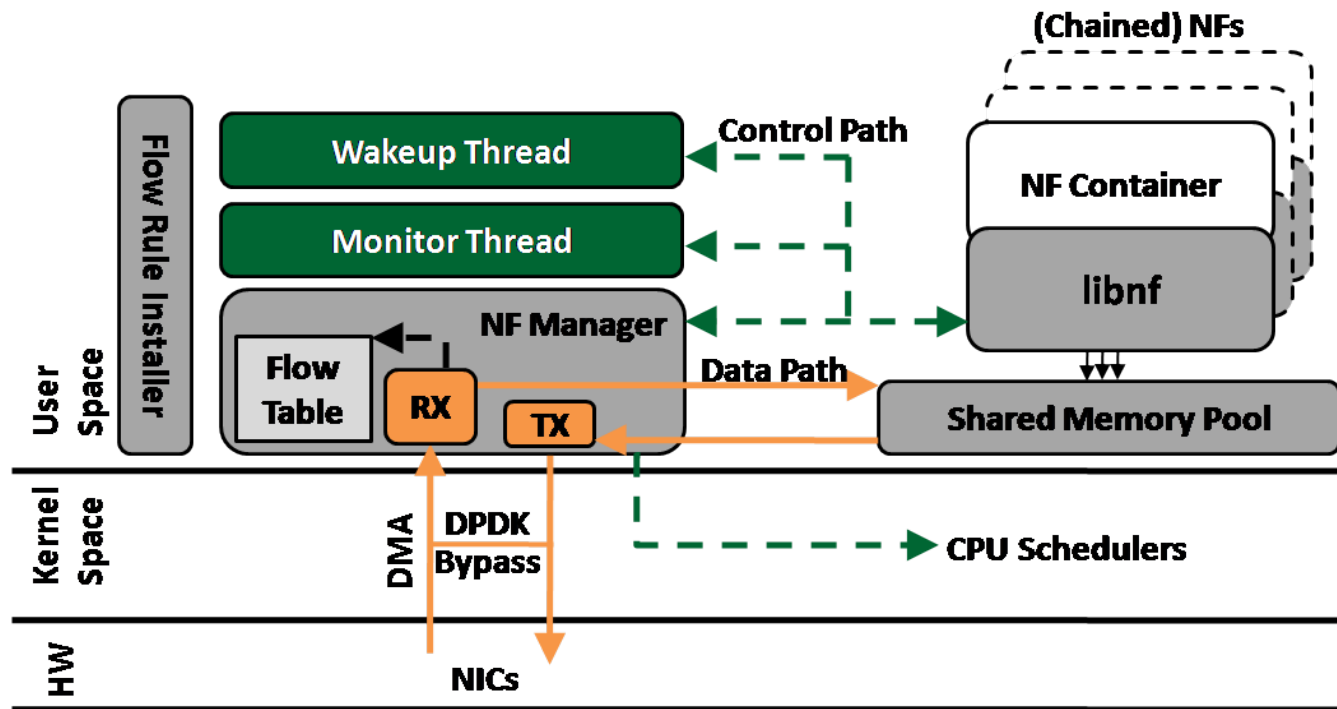 (Chained) NFs
Flow Rule Installer
Wakeup Thread
Control Path
NF Container
Monitor Thread
libnf
NF Manager
Flow
Table
RX
TX
Data Path
Shared Memory Pool
User
Space
Kernel
Space
DMA
DPDK
Bypass
CPU Schedulers
HW
NICs